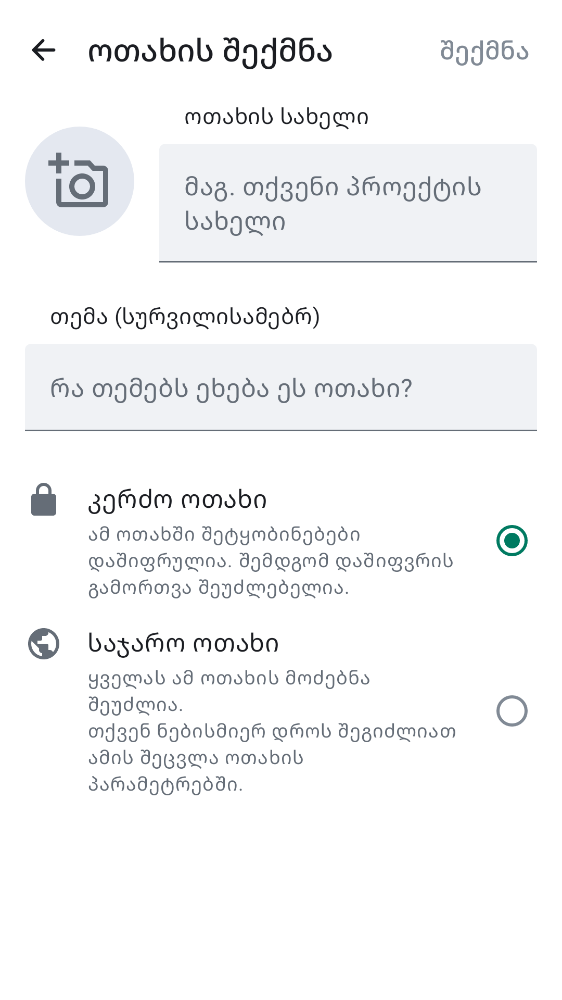 ოთახის შექმნა
შექმნა
ოთახის სახელი
მაგ. თქვენი პროექტის
სახელი
თემა (სურვილისამებრ)
რა თემებს ეხება ეს ოთახი?
კერძო ოთახი
ამ ოთახში შეტყობინებები
დაშიფრულია. შემდგომ დაშიფვრის
გამორთვა შეუძლებელია.
საჯარო ოთახი
ყველას ამ ოთახის მოძებნა
შეუძლია.
თქვენ ნებისმიერ დროს შეგიძლიათ
ამის შეცვლა ოთახის
პარამეტრებში.